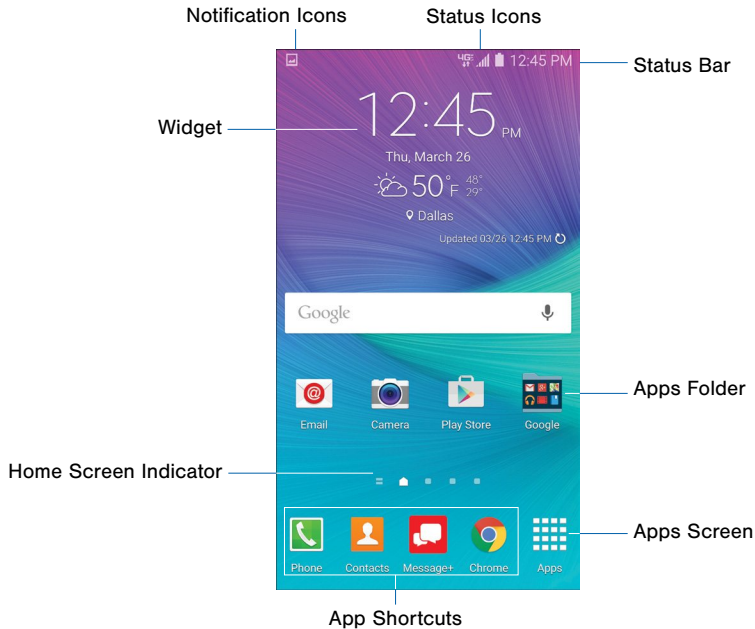 Notification Icons Status Icons
4GE 12:45 PM
Status Bar
Widget
12:45 PM
Thu, March 26
50°F 48° 29°
Dallas
Updated 03/26 12:45 PM
Google
Apps Folder
Email Camera Play Store Google
Home Screen Indicator
Apps Screen
Phone Contacts Message+ Chrome Apps
App Shortcuts